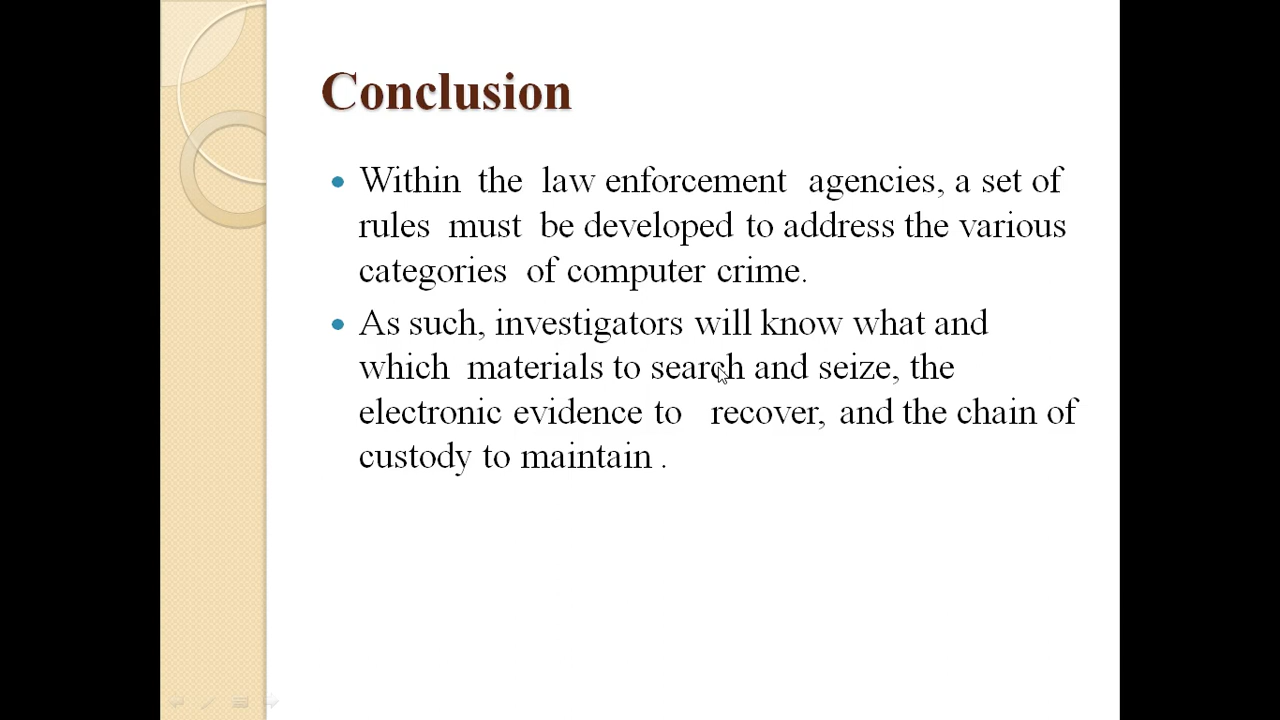 Conclusion
Within the law enforcement agencies, a set of
rules must be developed to address the various
categories of computer crime.
As such, investigators will know what and
which materials to search and seize, the
electronic evidence to recover, and the chain of
custody to maintain .